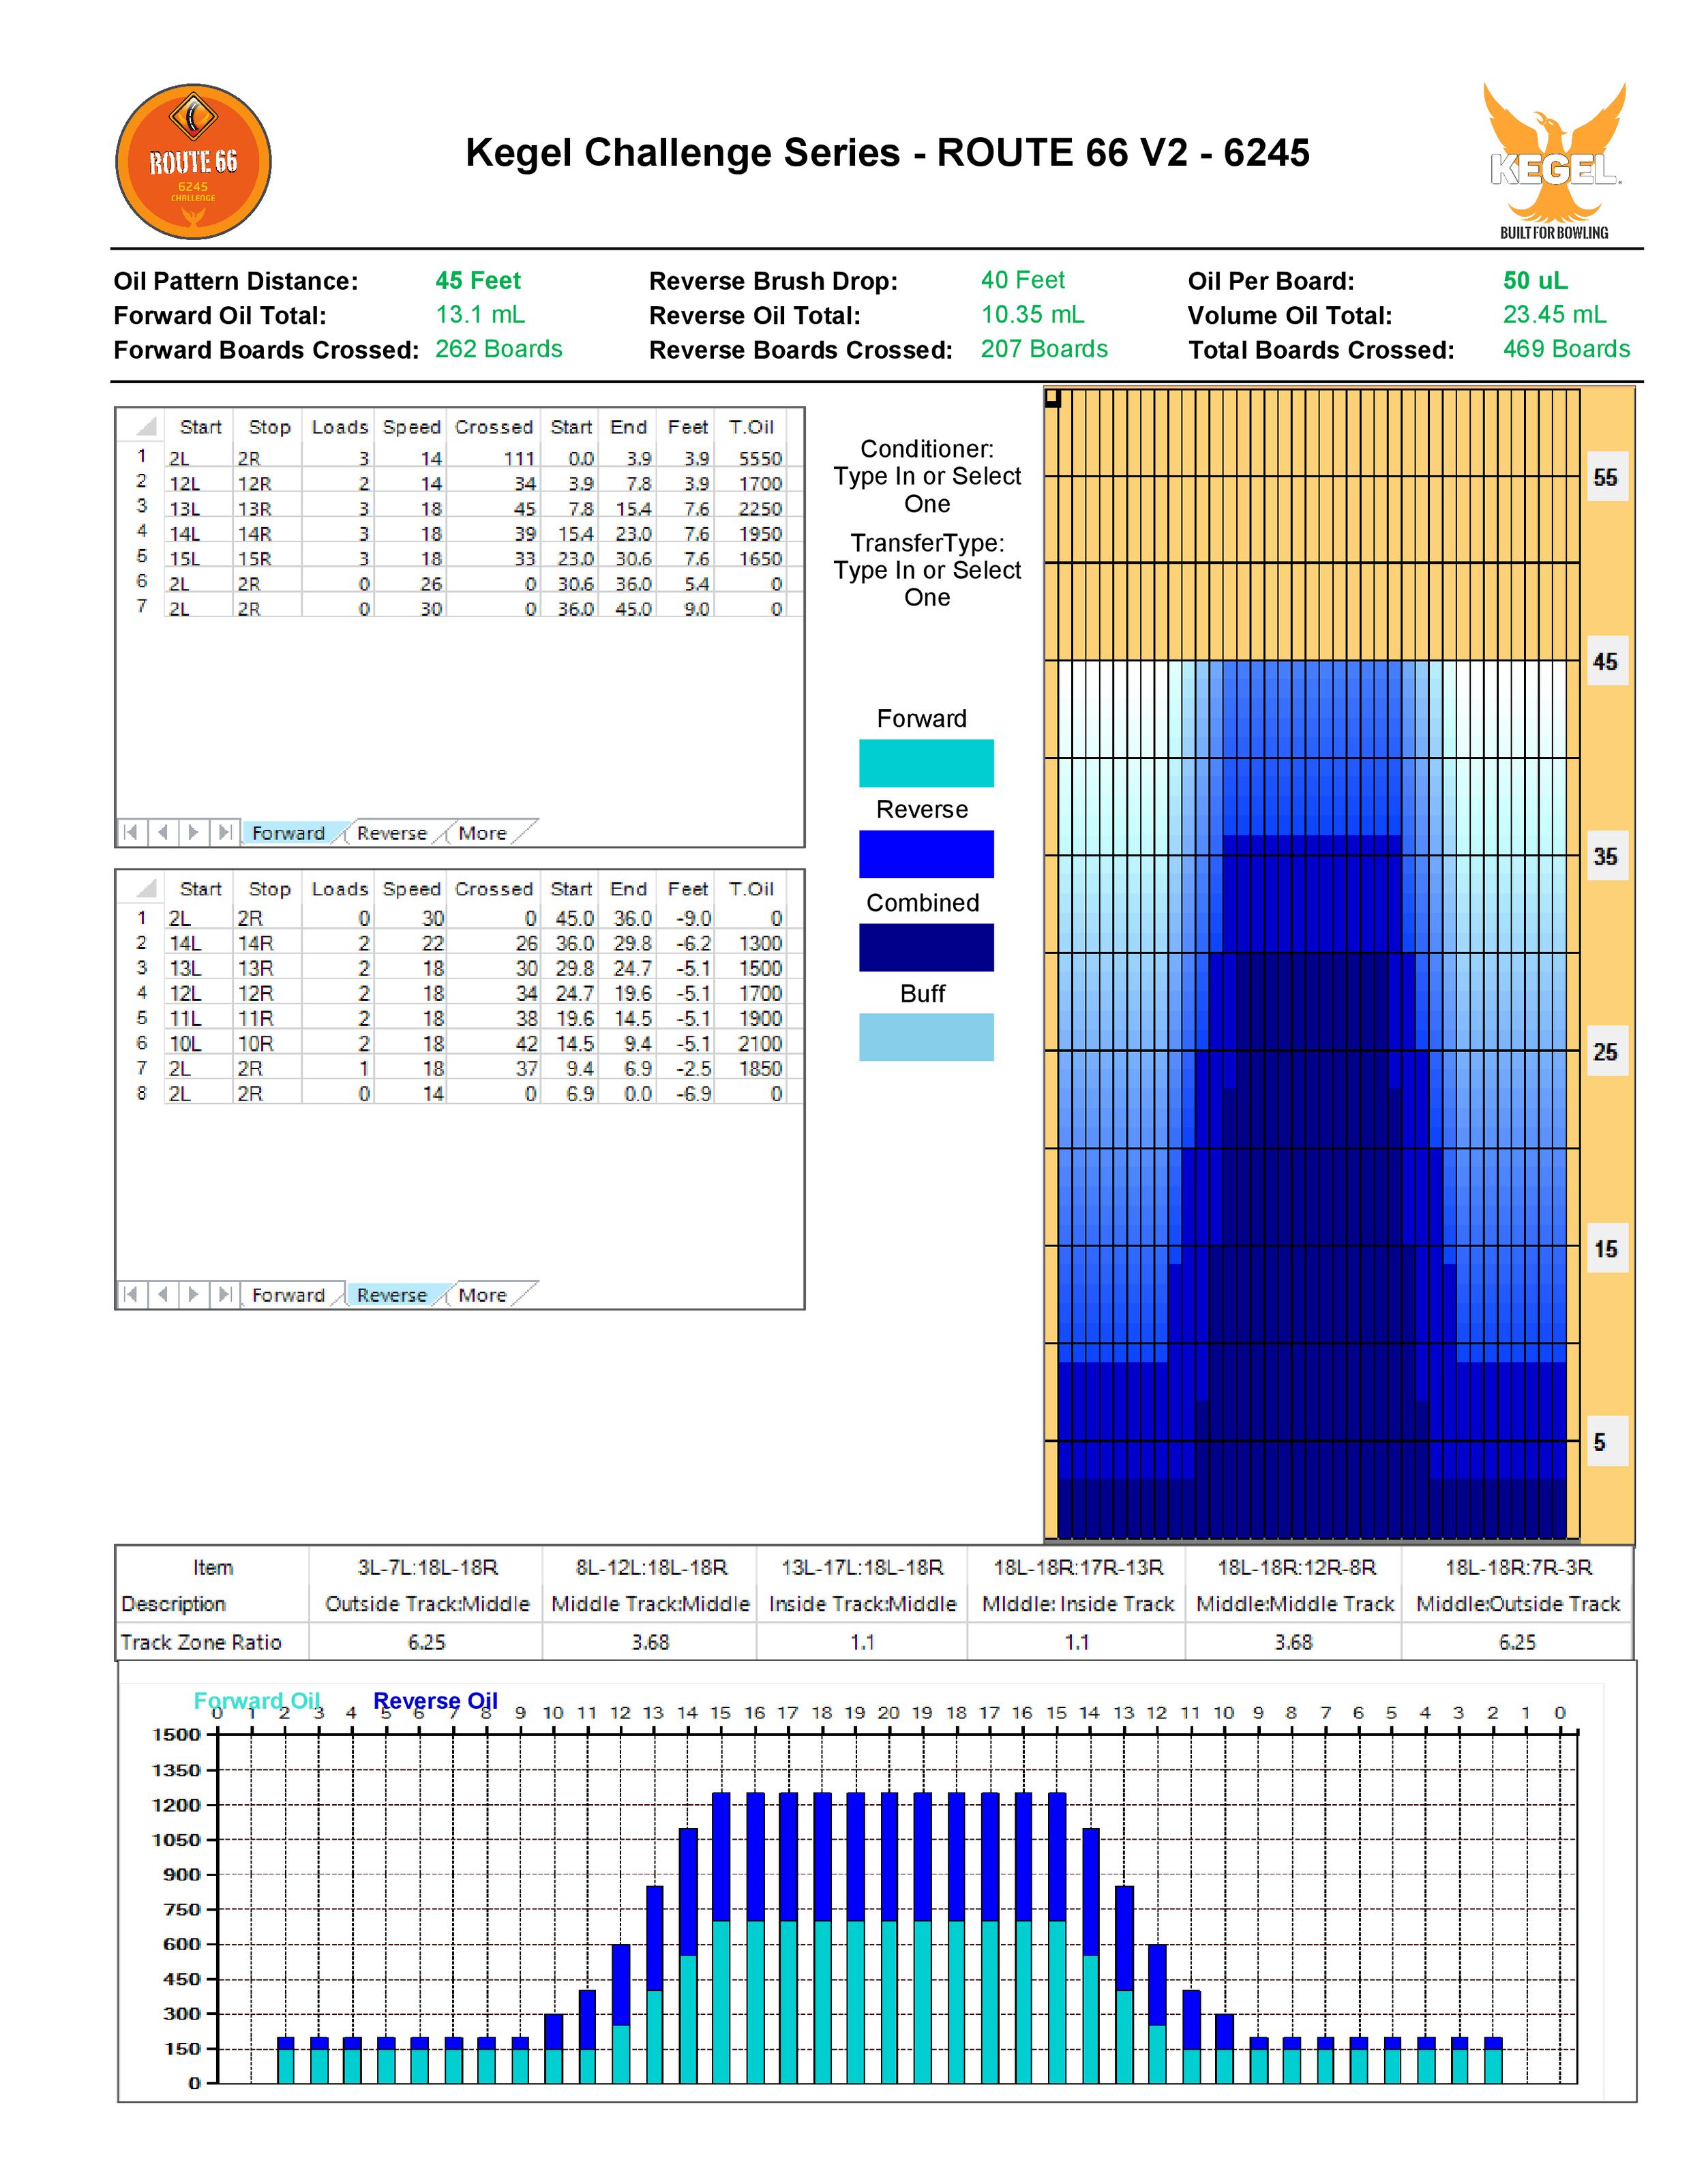 ROUTE 66
6245
CHALLENGE
Kegel Challenge Series - ROUTE 66 V2 - 6245
KEGEL
BUILT FOR BOWLING
Oil Pattern Distance: 45 Feet Reverse Brush Drop: 40 Feet Oil Per Board: 50 uL
Forward Oil Total: 13.1 mL Reverse Oil Total: 10.35 mL Volume Oil Total: 23.45 mL
Forward Boards Crossed: 262 Boards Reverse Boards Crossed: 207 Boards Total Boards Crossed: 469 Boards
Start Stop Loads Speed Crossed Start End Feet T.Oil
1 2L 2R 3 14 111 0.0 3.9 3.9 5550
2 12L 12R 2 14 34 3.9 7.8 3.9 1700
3 13L 13R 3 18 45 7.8 15.4 7.6 2250
4 14L 14R 3 18 39 15.4 23.0 7.6 1950
5 15L 15R 3 18 33 23.0 30.6 7.6 1650
6 2L 2R 0 26 0 30.6 36.0 5.4 0
7 2L 2R 0 30 0 36.0 45.0 9.0 0
Forward Reverse More
Start Stop Loads Speed Crossed Start End Feet T.Oil
1 2L 2R 0 30 0 45.0 36.0 -9.0 0
2 14L 14R 2 22 26 36.0 29.8 -6.2 1300
3 13L 13R 2 18 30 29.8 24.7 -5.1 1500
4 12L 12R 2 18 34 24.7 19.6 -5.1 1700
5 11L 11R 2 18 38 19.6 14.5 -5.1 1900
6 10L 10R 2 18 42 14.5 9.4 -5.1 2100
7 2L 2R 1 18 37 9.4 6.9 -2.5 1850
8 2L 2R 0 14 0 6.9 0.0 -6.9 0
Forward Reverse More
Conditioner:
Type In or Select
One
TransferType:
Type In or Select
One
Forward
Reverse
Combined
Buff
55
45
35
25
15
5
Item 3L-7L:18L-18R 8L-12L:18L-18R 13L-17L:18L-18R 18L-18R:17R-13R 18L-18R:12R-8R 18L-18R:7R-3R
Description Outside Track:Middle Middle Track:Middle Inside Track:Middle MIddle: Inside Track Middle:Middle Track Middle:Outside Track
Track Zone Ratio 6.25 3.68 1.1 1.1 3.68 6.25
Forward Oil Reverse Oil
0 1 2 3 4 5 6 7 8 9 10 11 12 13 14 15 16 17 18 19 20 19 18 17 16 15 14 13 12 11 10 9 8 7 6 5 4 3 2 1 0
1500
1350
1200
1050
900
750
600
450
300
150
0